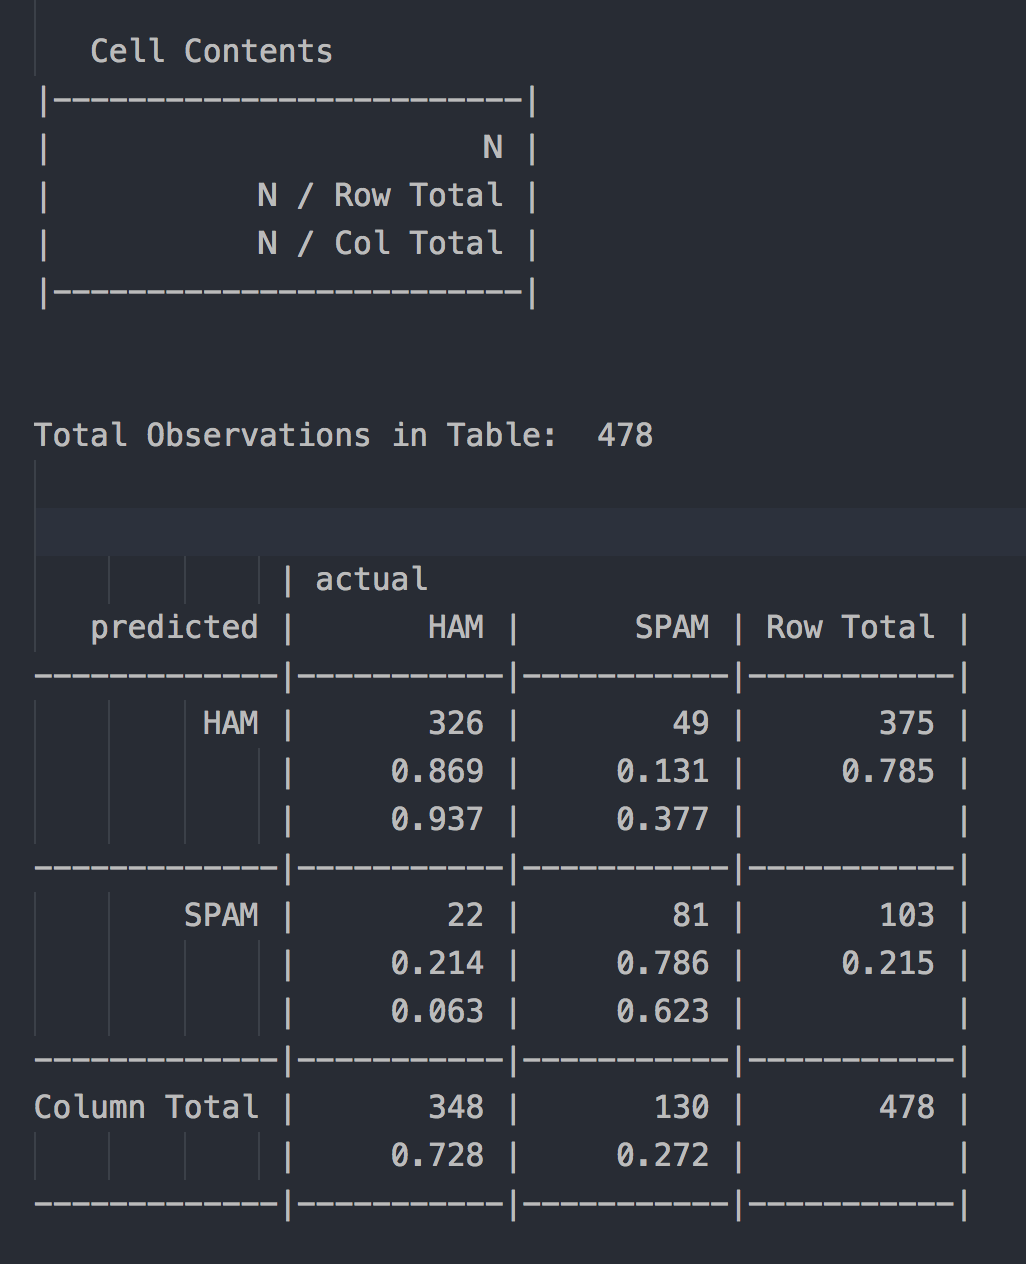 Cell Contents
|-------------------------|
|                       N |
|           N / Row Total |
|           N / Col Total |
|-------------------------|
Total Observations in Table:  478
             | actual
   predicted |       HAM |      SPAM | Row Total |
-------------|-----------|-----------|-----------|
         HAM |       326 |        49 |       375 |
             |     0.869 |     0.131 |     0.785 |
             |     0.937 |     0.377 |           |
-------------|-----------|-----------|-----------|
        SPAM |        22 |        81 |       103 |
             |     0.214 |     0.786 |     0.215 |
             |     0.063 |     0.623 |           |
-------------|-----------|-----------|-----------|
Column Total |       348 |       130 |       478 |
             |     0.728 |     0.272 |           |
-------------|-----------|-----------|-----------|